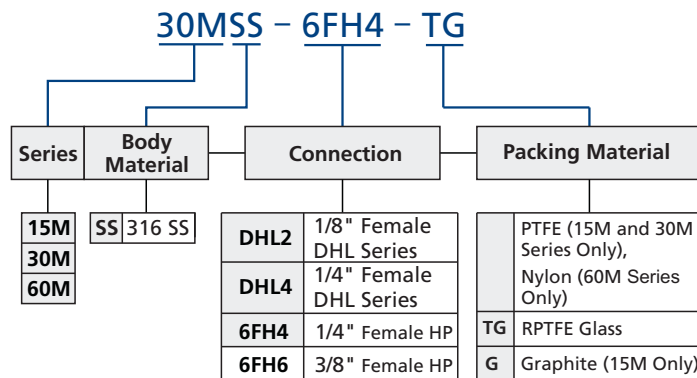 30MSS – 6FH4 – TG
Series
Body
Material
Connection
Packing Material
15M
30M
60M
SS 316 SS
DHL2 1/8" Female
DHL Series
DHL4 1/4" Female
DHL Series
6FH4 1/4" Female HP
6FH6 3/8" Female HP
PTFE (15M and 30M
Series Only),
Nylon (60M Series
Only)
TG RPTFE Glass
G Graphite (15M Only)